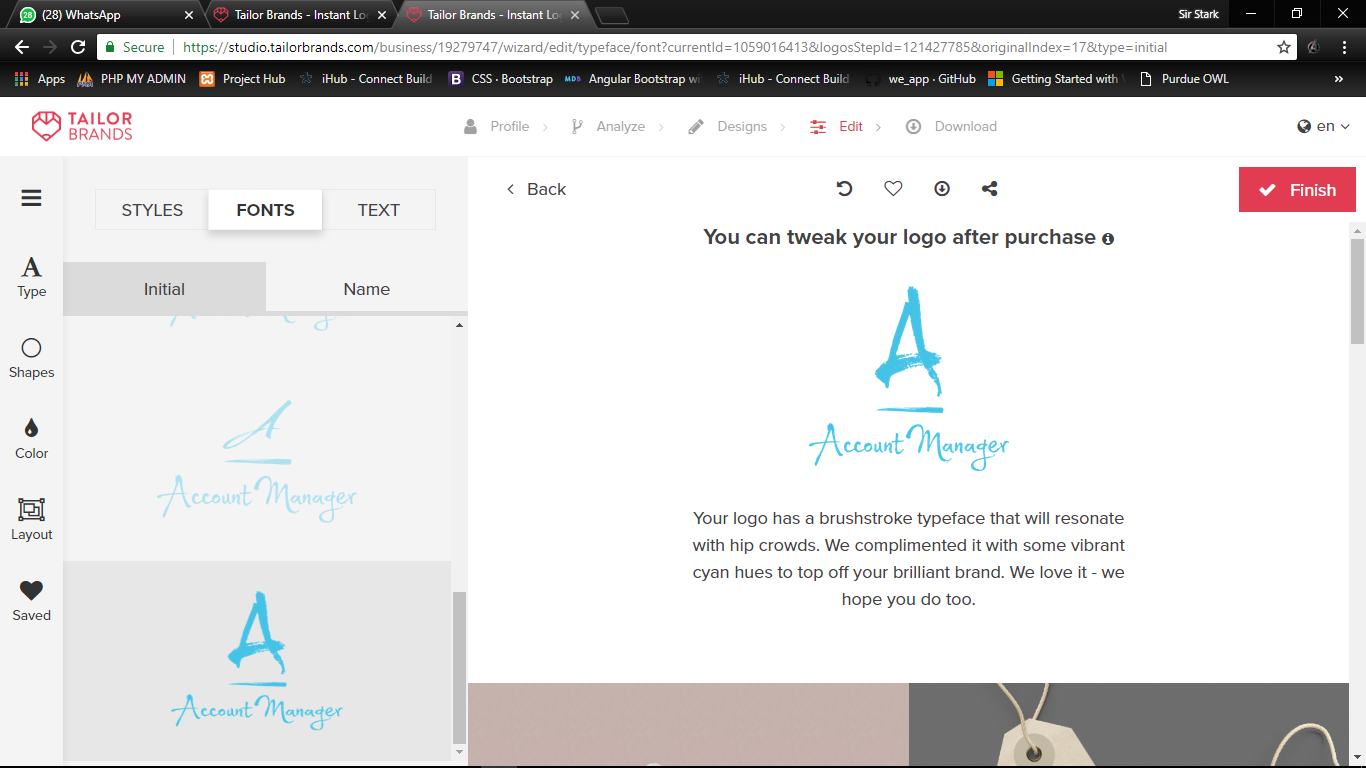 (28) WhatsApp
Tailor Brands - Instant Lo
Tailor Brands - Instant Lo
Sir Stark
Secure
https://studio.tailorbrands.com/business/19279747/wizard/edit/typeface/font?currentId=1059016413&logosStepId=121427785&originalIndex=17&type=initial
Apps
PHP MY ADMIN
Project Hub
iHub - Connect Build
CSS · Bootstrap
Angular Bootstrap wi
iHub - Connect Build
we_app · GitHub
Getting Started with
Purdue OWL
»
TAILOR
BRANDS
Profile
Analyze
Designs
Edit
Download
en
STYLES
FONTS
TEXT
Back
Finish
You can tweak your logo after purchase
Type
Initial
Name
Shapes
Color
Layout
Saved
A
Account Manager
A
Account Manager
A
Account Manager
Your logo has a brushstroke typeface that will resonate
with hip crowds. We complimented it with some vibrant
cyan hues to top off your brilliant brand. We love it - we
hope you do too.